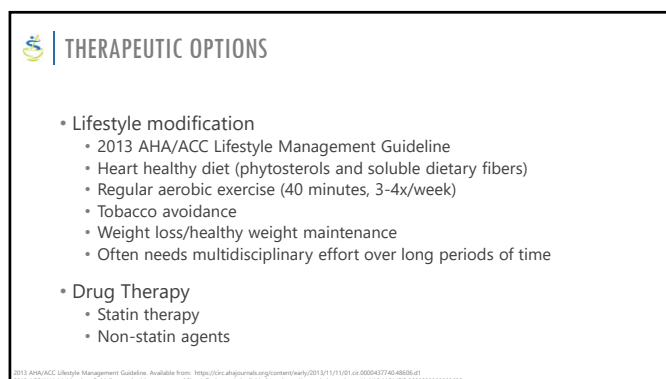 THERAPEUTIC OPTIONS
• Lifestyle modification
• 2013 AHA/ACC Lifestyle Management Guideline
• Heart healthy diet (phytosterols and soluble dietary fibers)
• Regular aerobic exercise (40 minutes, 3-4x/week)
• Tobacco avoidance
• Weight loss/healthy weight maintenance
• Often needs multidisciplinary effort over long periods of time
• Drug Therapy
• Statin therapy
• Non-statin agents
2013 AHA/ACC Lifestyle Management Guideline. Available from: https://circ.ahajournals.org/content/early/2013/11/11/01.cir.0000437740.48606.d1